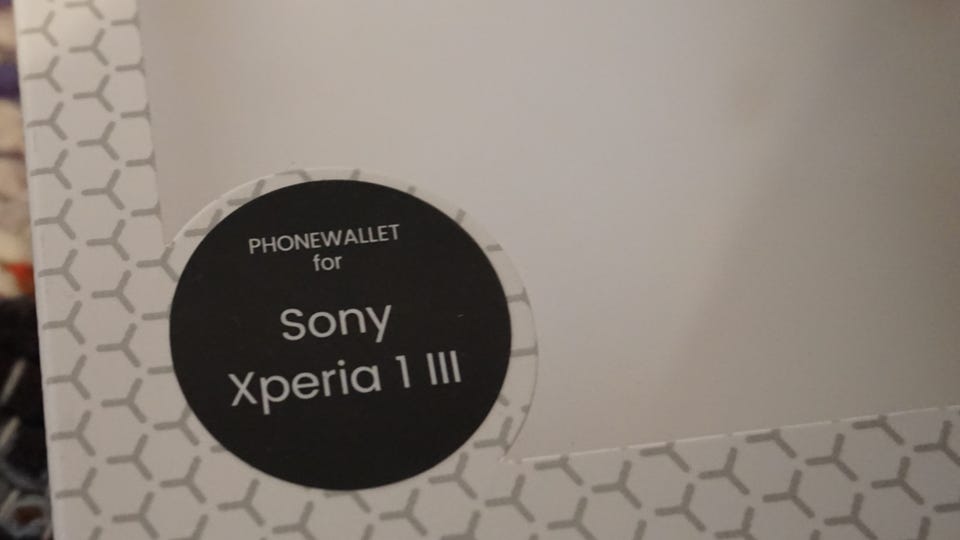 PHONEWALLET
for
Sony
Xperia 1 III